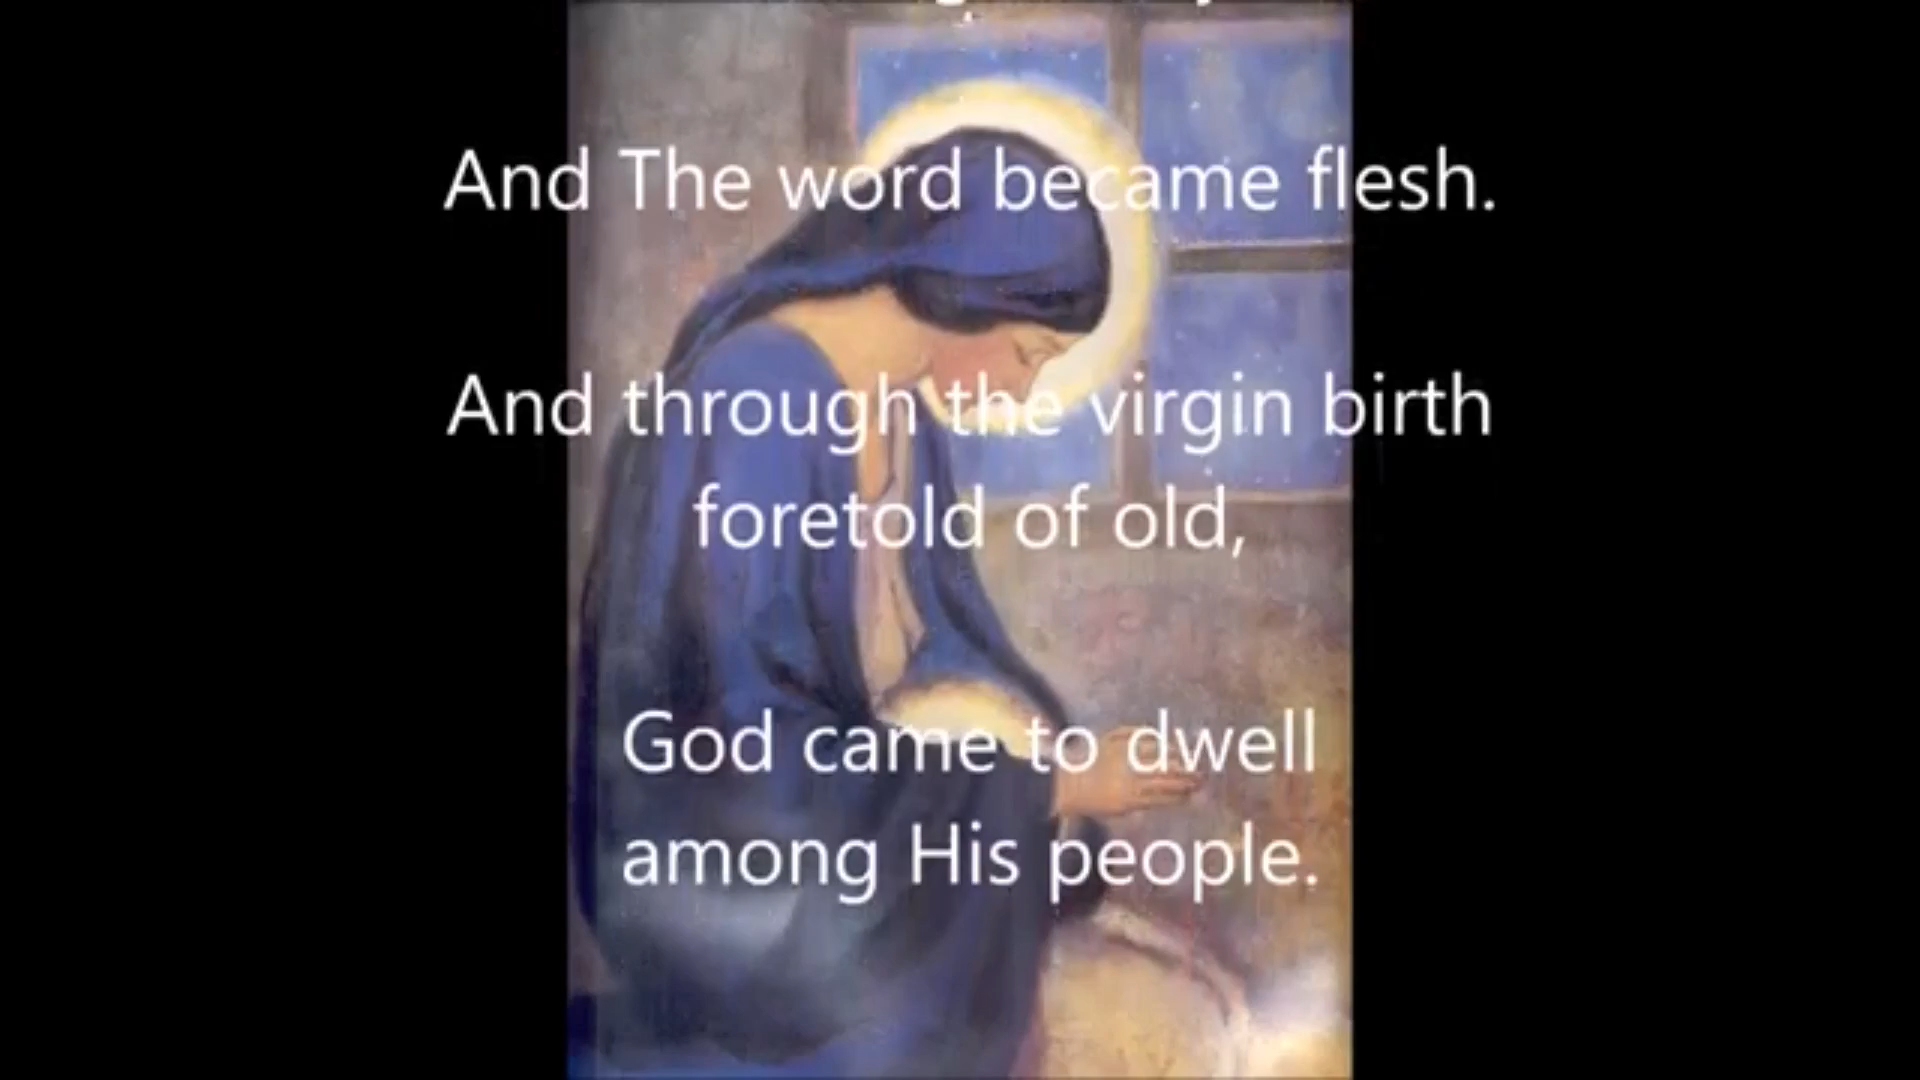 And The word became flesh.
And through the virgin birth
foretold of old,
God came to dwell
among His people.